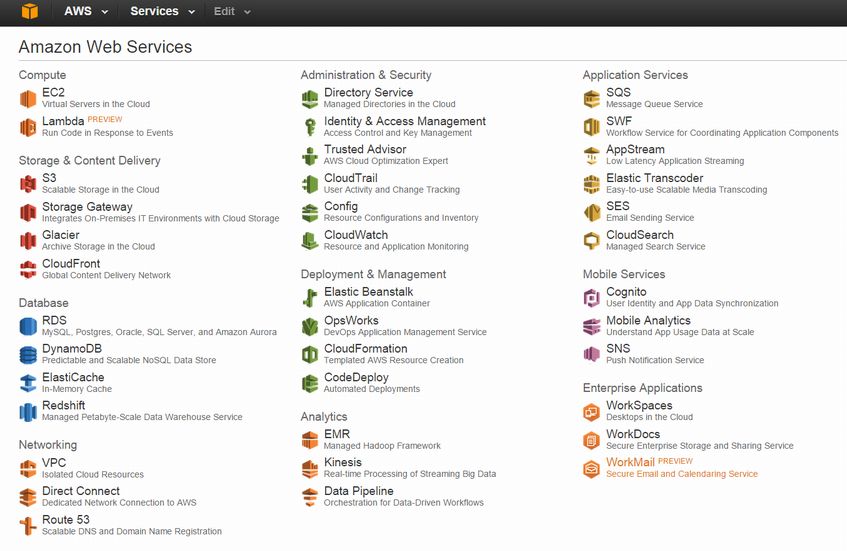 AWS
Services
Edit
Amazon Web Services
Compute
EC2
Virtual Servers in the Cloud
Lambda PREVIEW
Run Code in Response to Events
Storage & Content Delivery
S3
Scalable Storage in the Cloud
Storage Gateway
Integrates On-Premises IT Environments with Cloud Storage
Glacier
Archive Storage in the Cloud
CloudFront
Global Content Delivery Network
Database
RDS
MySQL, Postgres, Oracle, SQL Server, and Amazon Aurora
DynamoDB
Predictable and Scalable NoSQL Data Store
ElastiCache
In-Memory Cache
Redshift
Managed Petabyte-Scale Data Warehouse Service
Networking
VPC
Isolated Cloud Resources
Direct Connect
Dedicated Network Connection to AWS
Route 53
Scalable DNS and Domain Name Registration
Administration & Security
Directory Service
Managed Directories in the Cloud
Identity & Access Management
Access Control and Key Management
Trusted Advisor
AWS Cloud Optimization Expert
CloudTrail
User Activity and Change Tracking
Config
Resource Configurations and Inventory
CloudWatch
Resource and Application Monitoring
Deployment & Management
Elastic Beanstalk
AWS Application Container
OpsWorks
DevOps Application Management Service
CloudFormation
Templated AWS Resource Creation
CodeDeploy
Automated Deployments
Analytics
EMR
Managed Hadoop Framework
Kinesis
Real-time Processing of Streaming Big Data
Data Pipeline
Orchestration for Data-Driven Workflows
Application Services
SQS
Message Queue Service
SWF
Workflow Service for Coordinating Application Components
AppStream
Low Latency Application Streaming
Elastic Transcoder
Easy-to-use Scalable Media Transcoding
SES
Email Sending Service
CloudSearch
Managed Search Service
Mobile Services
Cognito
User Identity and App Data Synchronization
Mobile Analytics
Understand App Usage Data at Scale
SNS
Push Notification Service
Enterprise Applications
WorkSpaces
Desktops in the Cloud
WorkDocs
Secure Enterprise Storage and Sharing Service
WorkMail PREVIEW
Secure Email and Calendaring Service